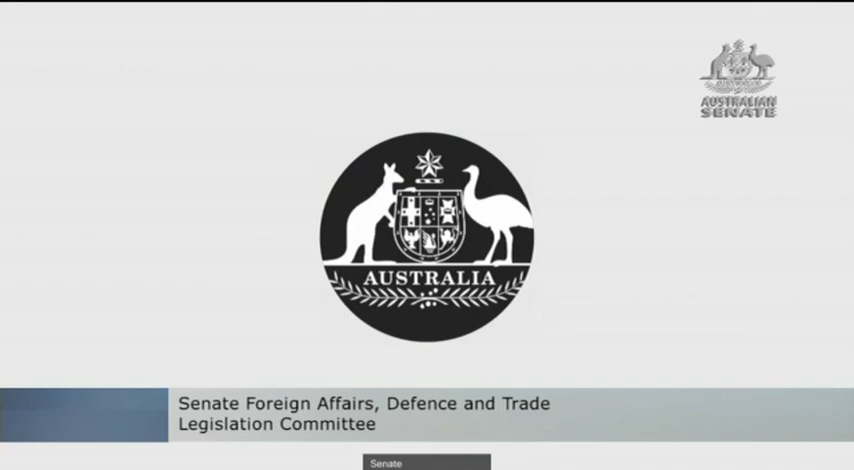 AUSTRALIAN
SENATE
AUSTRALIA
Senate Foreign Affairs, Defence and Trade
Legislation Committee
Senate